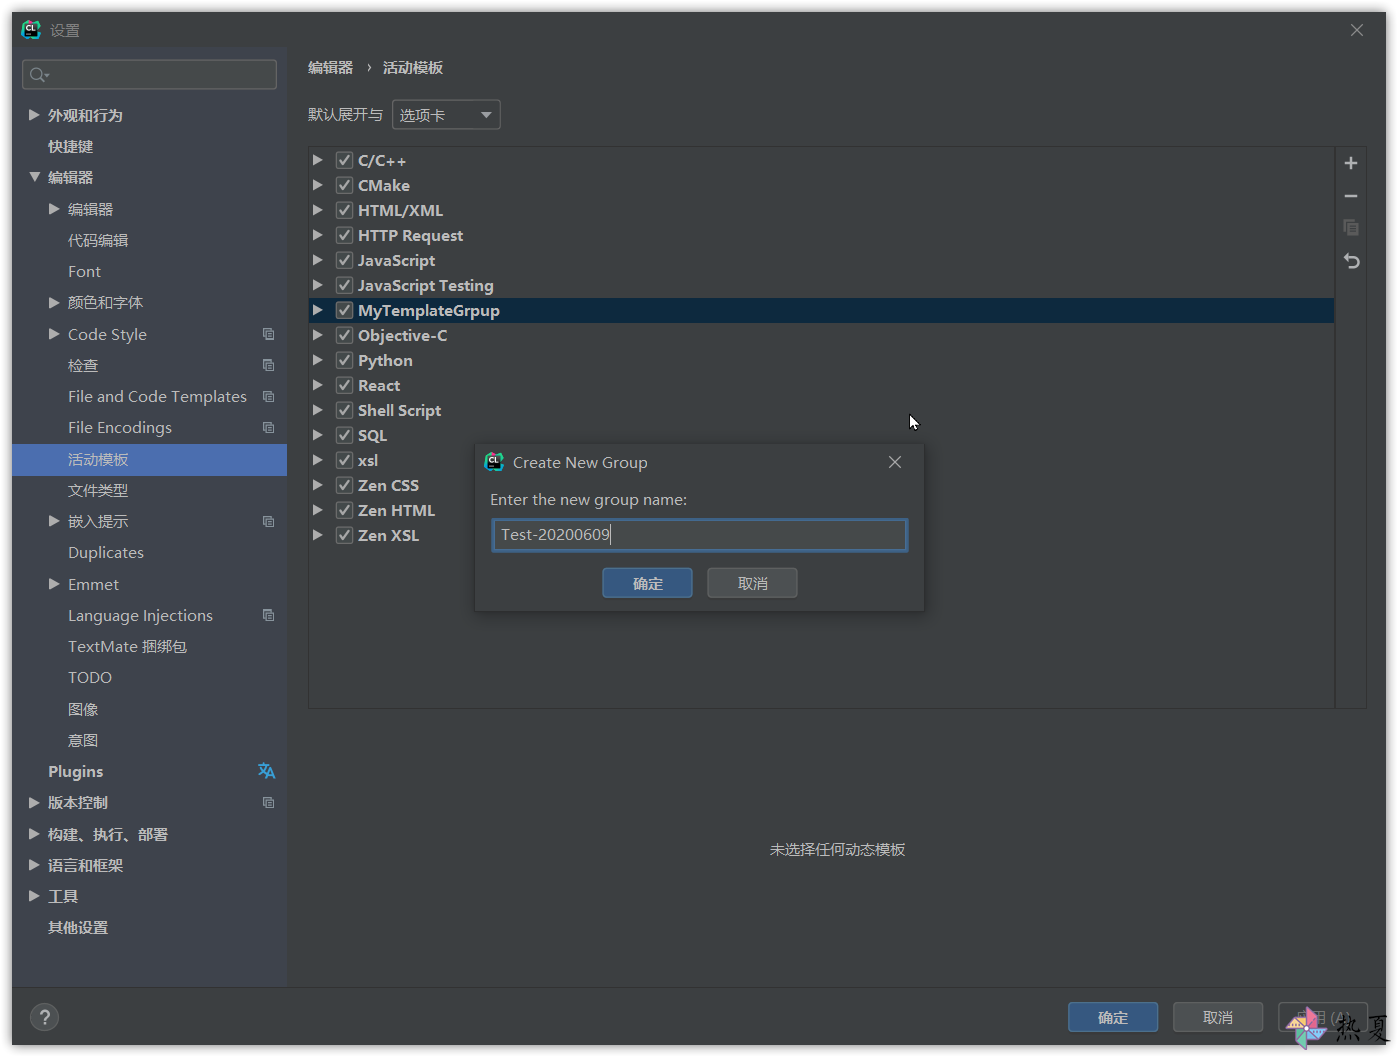 设置
编辑器 › 活动模板
默认展开与 选项卡
外观和行为
快捷键
编辑器
编辑器
代码编辑
Font
颜色和字体
Code Style
检查
File and Code Templates
File Encodings
活动模板
文件类型
嵌入提示
Duplicates
Emmet
Language Injections
TextMate 捆绑包
TODO
图像
意图
Plugins
版本控制
构建、执行、部署
语言和框架
工具
其他设置
C/C++
CMake
HTML/XML
HTTP Request
JavaScript
JavaScript Testing
MyTemplateGrpup
Objective-C
Python
React
Shell Script
SQL
xsl
Zen CSS
Zen HTML
Zen XSL
CL Create New Group
Enter the new group name:
Test-20200609
确定 取消
未选择任何动态模板
? 确定 取消
热夏